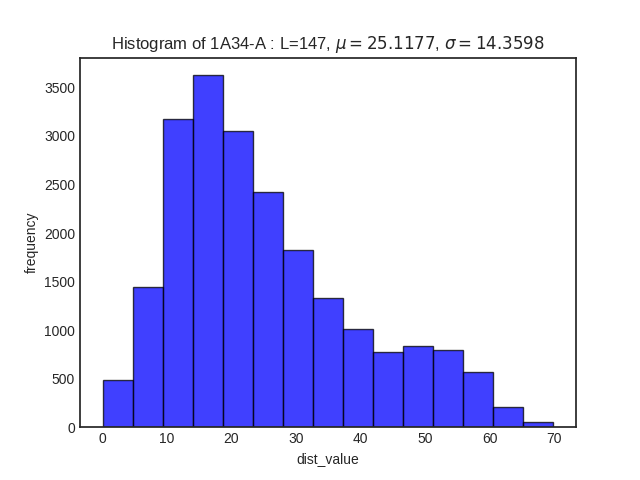 Histogram of 1A34-A : L=147, μ = 25.1177, σ = 14.3598
3500
3000
2500
2000
1500
1000
500
0
frequency
0 10 20 30 40 50 60 70
dist_value